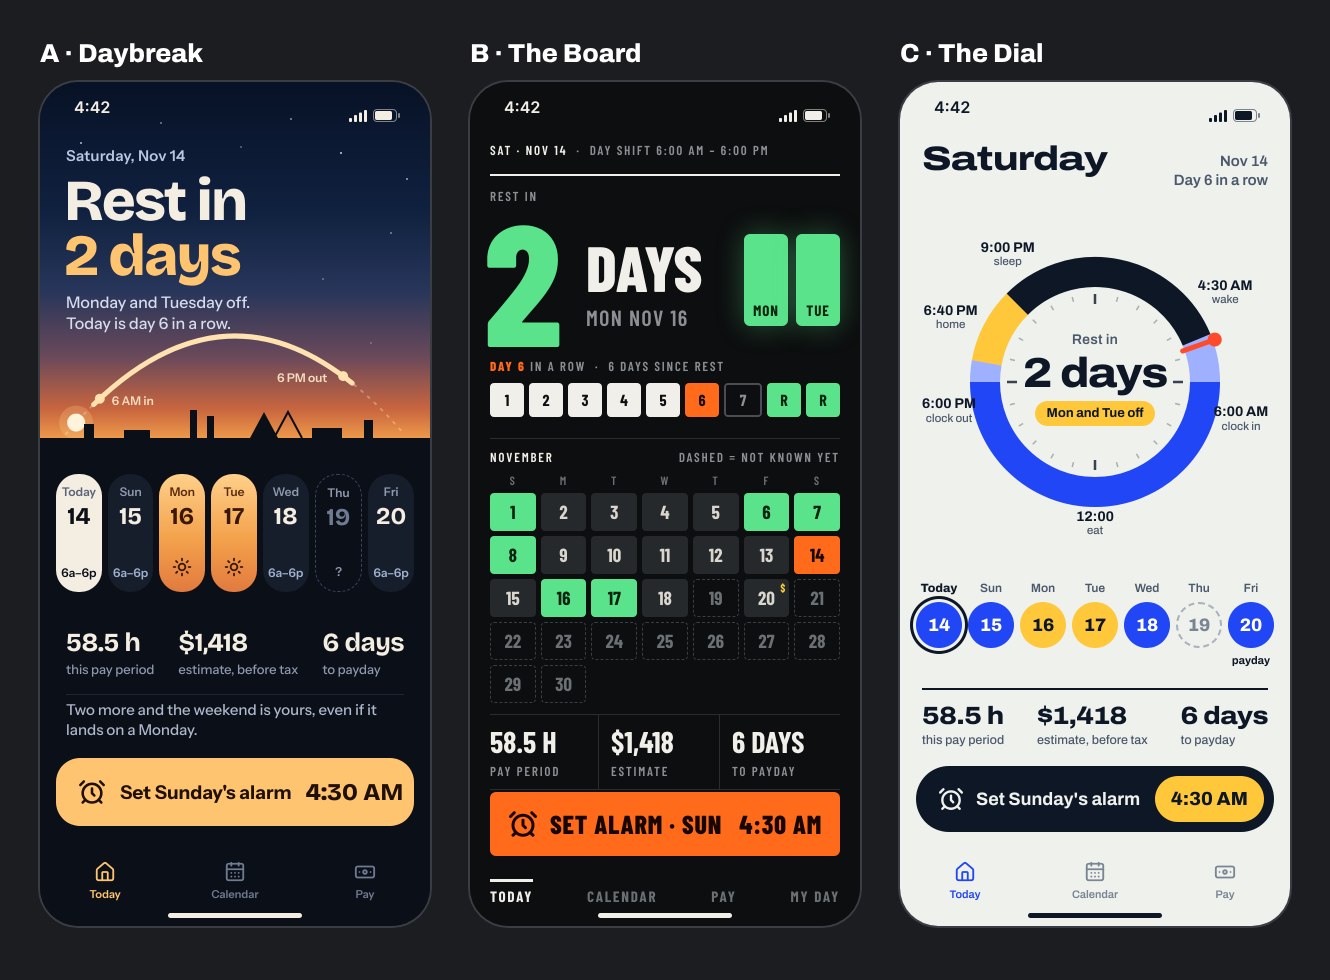 A · Daybreak
4:42
Saturday, Nov 14
Rest in
2 days
Monday and Tuesday off.
Today is day 6 in a row.
6 PM out
6 AM in
Today Sun Mon Tue Wed Thu Fri
14 15 16 17 18 19 20
6a–6p 6a–6p 6a–6p ? 6a–6p
58.5 h $1,418 6 days
this pay period estimate, before tax to payday
Two more and the weekend is yours, even if it
lands on a Monday.
Set Sunday's alarm 4:30 AM
Today Calendar Pay
B · The Board
4:42
SAT · NOV 14 · DAY SHIFT 6:00 AM – 6:00 PM
REST IN
2 DAYS
MON NOV 16
MON TUE
DAY 6 IN A ROW · 6 DAYS SINCE REST
1 2 3 4 5 6 7 R R
NOVEMBER DASHED = NOT KNOWN YET
S M T W T F S
1 2 3 4 5 6 7
8 9 10 11 12 13 14
15 16 17 18 19 20 $ 21
22 23 24 25 26 27 28
29 30
58.5 H $1,418 6 DAYS
PAY PERIOD ESTIMATE TO PAYDAY
SET ALARM · SUN 4:30 AM
TODAY CALENDAR PAY MY DAY
C · The Dial
4:42
Saturday
Nov 14
Day 6 in a row
9:00 PM
sleep
4:30 AM
wake
6:40 PM
home
Rest in
2 days
Mon and Tue off
6:00 PM
clock out
6:00 AM
clock in
12:00
eat
Today Sun Mon Tue Wed Thu Fri
14 15 16 17 18 19 20
payday
58.5 h $1,418 6 days
this pay period estimate, before tax to payday
Set Sunday's alarm 4:30 AM
Today Calendar Pay